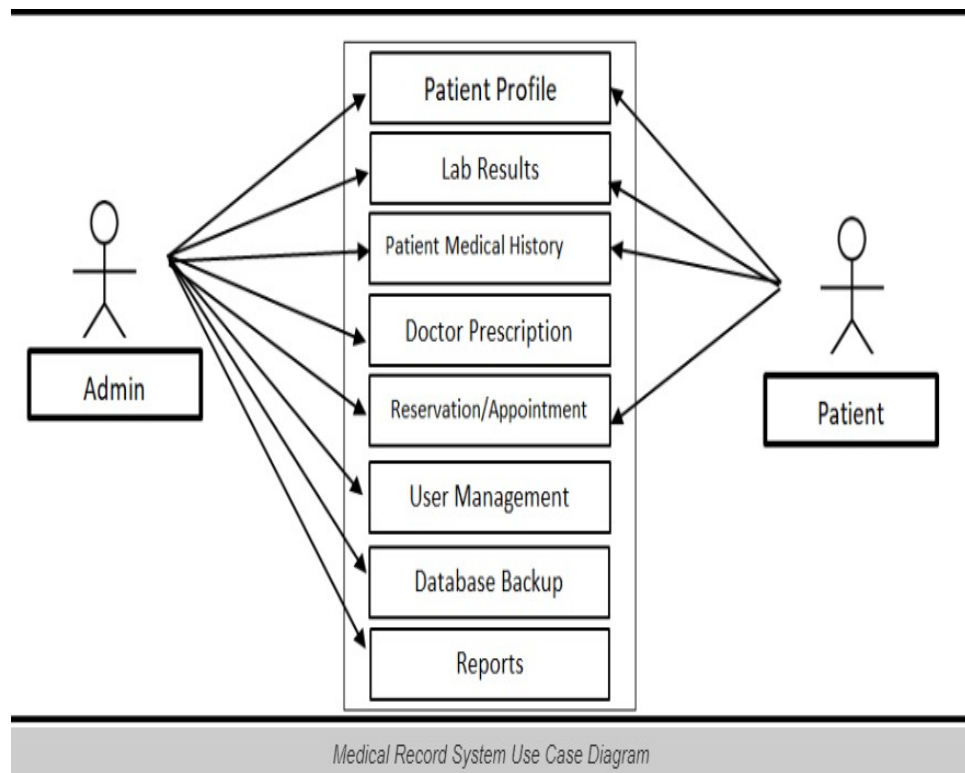 Patient Profile
Lab Results
Patient Medical History
Doctor Prescription
Reservation/Appointment
User Management
Database Backup
Reports
Admin
Patient
Medical Record System Use Case Diagram